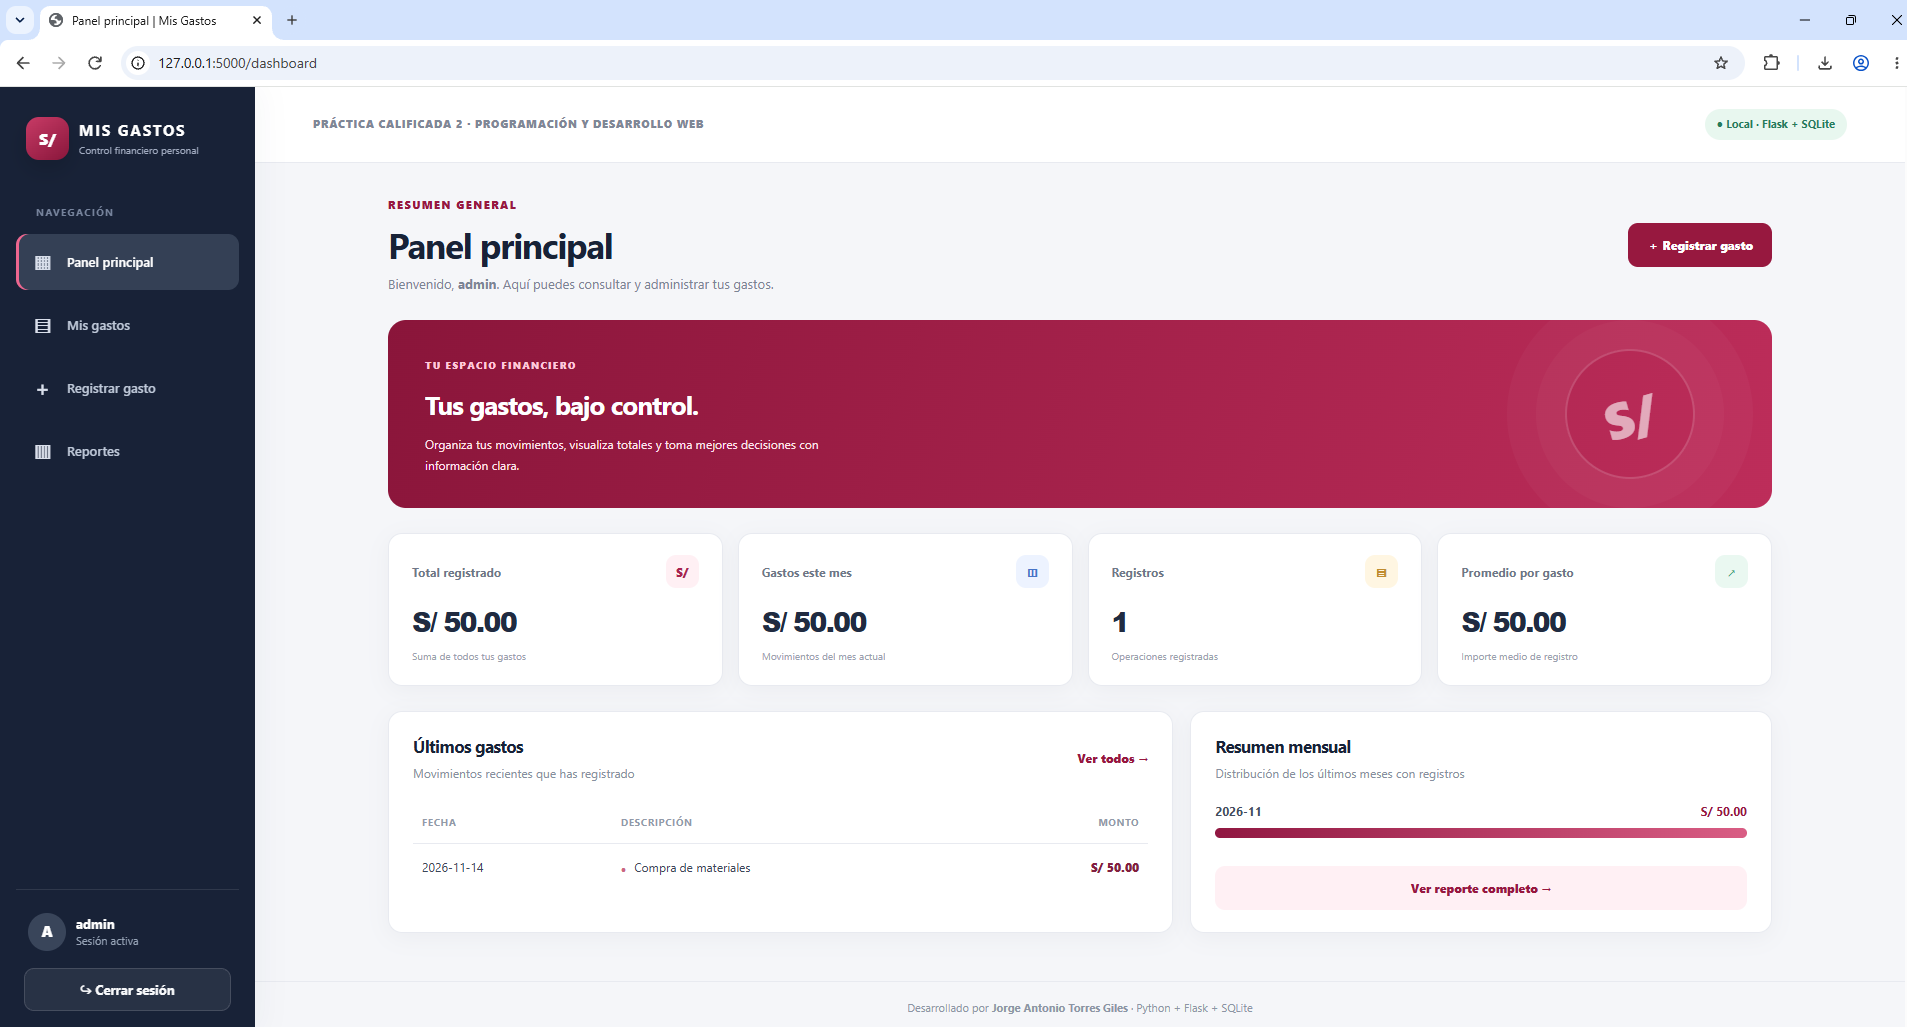 Panel principal | Mis Gastos
127.0.0.1:5000/dashboard
S/
MIS GASTOS
Control financiero personal
NAVEGACIÓN
Panel principal
Mis gastos
+ Registrar gasto
Reportes
A
admin
Sesión activa
↪ Cerrar sesión
PRÁCTICA CALIFICADA 2 · PROGRAMACIÓN Y DESARROLLO WEB
● Local · Flask + SQLite
RESUMEN GENERAL
Panel principal
Bienvenido, admin. Aquí puedes consultar y administrar tus gastos.
+ Registrar gasto
TU ESPACIO FINANCIERO
Tus gastos, bajo control.
Organiza tus movimientos, visualiza totales y toma mejores decisiones con
información clara.
S/
Total registrado
S/
S/ 50.00
Suma de todos tus gastos
Gastos este mes
S/ 50.00
Movimientos del mes actual
Registros
1
Operaciones registradas
Promedio por gasto
↗
S/ 50.00
Importe medio de registro
Últimos gastos
Movimientos recientes que has registrado
Ver todos →
FECHA DESCRIPCIÓN MONTO
2026-11-14 • Compra de materiales S/ 50.00
Resumen mensual
Distribución de los últimos meses con registros
2026-11 S/ 50.00
Ver reporte completo →
Desarrollado por Jorge Antonio Torres Giles · Python + Flask + SQLite